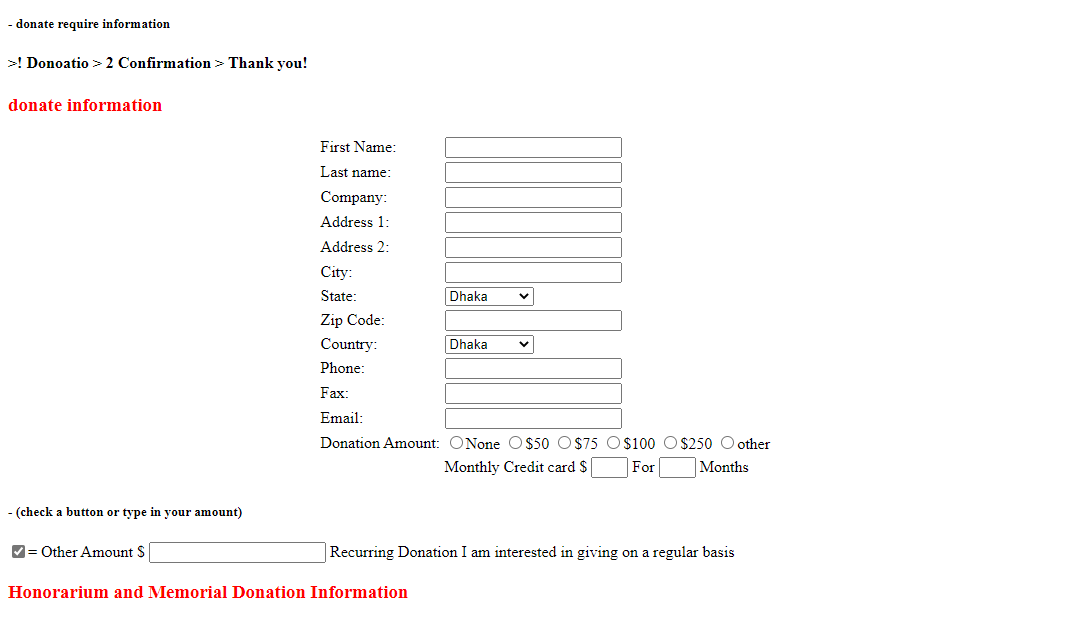 - donate require information
>! Donoatio > 2 Confirmation > Thank you!
donate information
First Name:
Last name:
Company:
Address 1:
Address 2:
City:
State: Dhaka
Zip Code:
Country: Dhaka
Phone:
Fax:
Email:
Donation Amount: None $50 $75 $100 $250 other
Monthly Credit card $ For Months
- (check a button or type in your amount)
= Other Amount $ Recurring Donation I am interested in giving on a regular basis
Honorarium and Memorial Donation Information